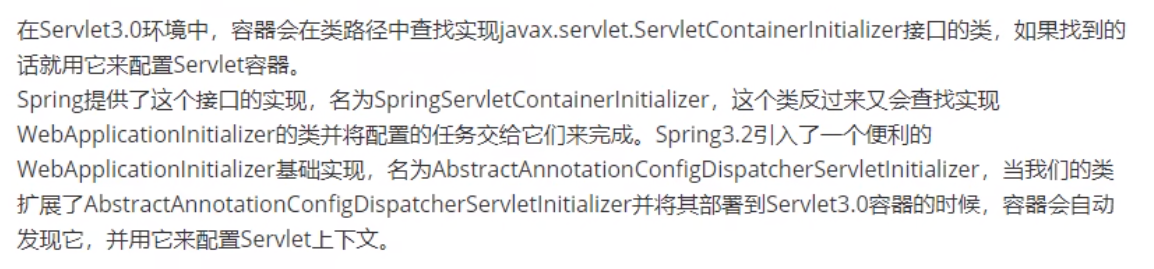 在Servlet3.0环境中，容器会在类路径中查找实现javax.servlet.ServletContainerInitializer接口的类，如果找到的
话就用它来配置Servlet容器。
Spring提供了这个接口的实现，名为SpringServletContainerInitializer，这个类反过来又会查找实现
WebApplicationInitializer的类并将配置的任务交给它们来完成。Spring3.2引入了一个便利的
WebApplicationInitializer基础实现，名为AbstractAnnotationConfigDispatcherServletInitializer，当我们的类
扩展了AbstractAnnotationConfigDispatcherServletInitializer并将其部署到Servlet3.0容器的时候，容器会自动
发现它，并用它来配置Servlet上下文。